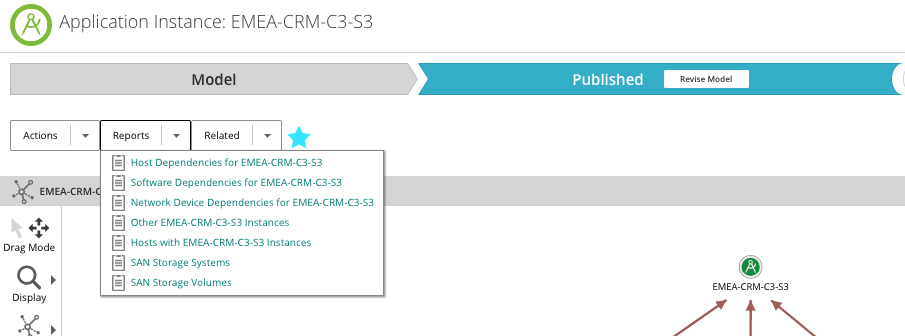 Application Instance: EMEA-CRM-C3-S3
Model
Published
Revise Model
Actions
Reports
Related
Host Dependencies for EMEA-CRM-C3-S3
Software Dependencies for EMEA-CRM-C3-S3
Network Device Dependencies for EMEA-CRM-C3-S3
Other EMEA-CRM-C3-S3 Instances
Hosts with EMEA-CRM-C3-S3 Instances
SAN Storage Systems
SAN Storage Volumes
EMEA-CRM-C
Drag Mode
Display
EMEA-CRM-C3-S3